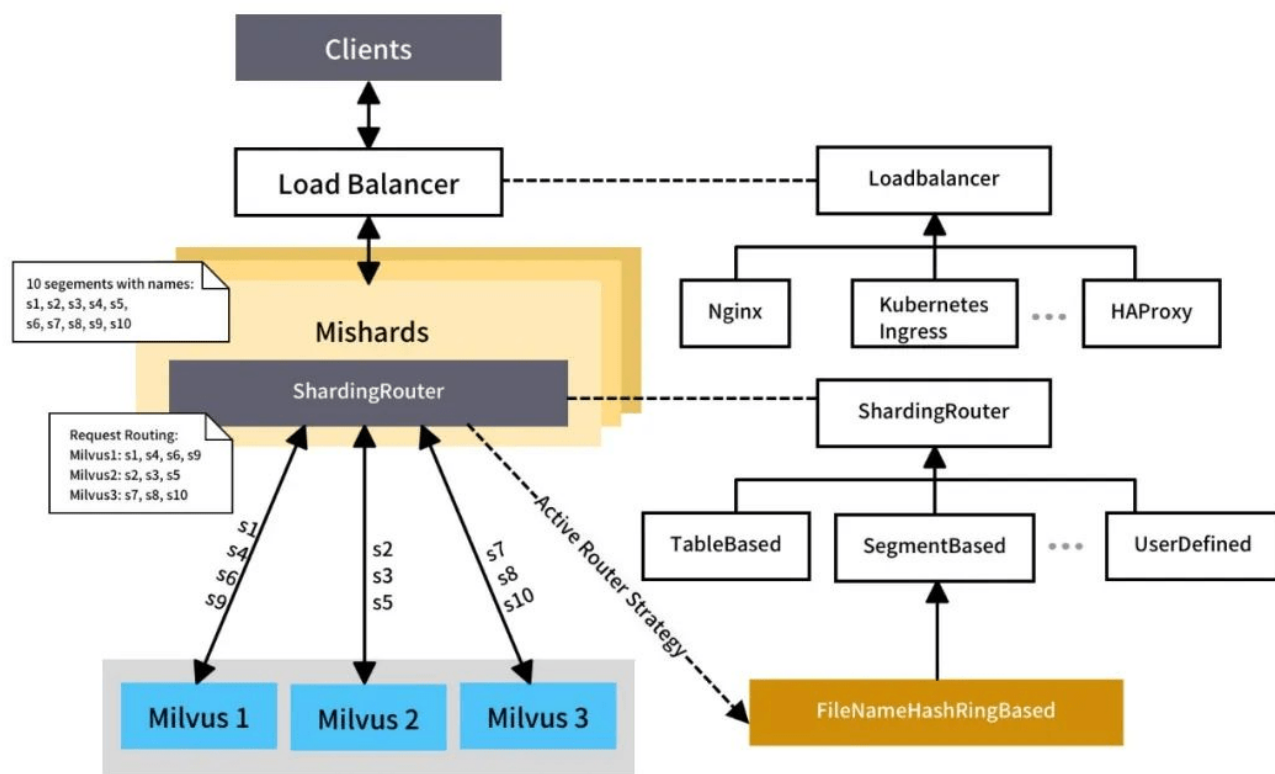 Clients
Load Balancer
Loadbalancer
10 segements with names:
s1, s2, s3, s4, s5,
s6, s7, s8, s9, s10
Nginx
Kubernetes
Ingress
HAProxy
Mishards
ShardingRouter
ShardingRouter
Request Routing:
Milvus1: s1, s4, s6, s9
Milvus2: s2, s3, s5
Milvus3: s7, s8, s10
TableBased
SegmentBased
UserDefined
s1
s4
s6
s9
s2
s3
s5
s7
s8
s10
Active Router Strategy
Milvus 1
Milvus 2
Milvus 3
FileNameHashRingBased